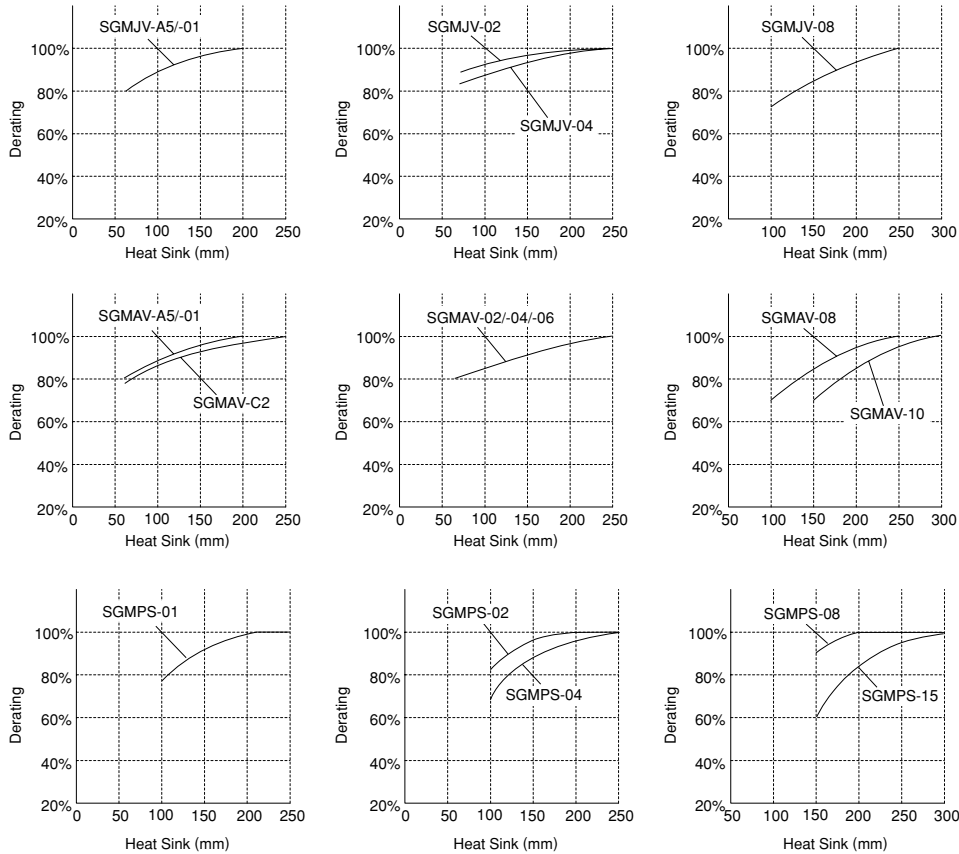 SGMJV-A5/-01
100%
80%
60%
40%
20%
Derating
0 50 100 150 200 250
Heat Sink (mm)
SGMJV-02
SGMJV-04
100%
80%
60%
40%
20%
Derating
0 50 100 150 200 250
Heat Sink (mm)
SGMJV-08
100%
80%
60%
40%
20%
Derating
100 150 200 250 300
Heat Sink (mm)
SGMAV-A5/-01
SGMAV-C2
100%
80%
60%
40%
20%
Derating
0 50 100 150 200 250
Heat Sink (mm)
SGMAV-02/-04/-06
100%
80%
60%
40%
20%
Derating
0 50 100 150 200 250
Heat Sink (mm)
SGMAV-08
SGMAV-10
100%
80%
60%
40%
20%
Derating
50 100 150 200 250 300
Heat Sink (mm)
SGMPS-01
100%
80%
60%
40%
20%
Derating
0 50 100 150 200 250
Heat Sink (mm)
SGMPS-02
SGMPS-04
100%
80%
60%
40%
20%
Derating
0 50 100 150 200 250
Heat Sink (mm)
SGMPS-08
SGMPS-15
100%
80%
60%
40%
20%
Derating
50 100 150 200 250 300
Heat Sink (mm)